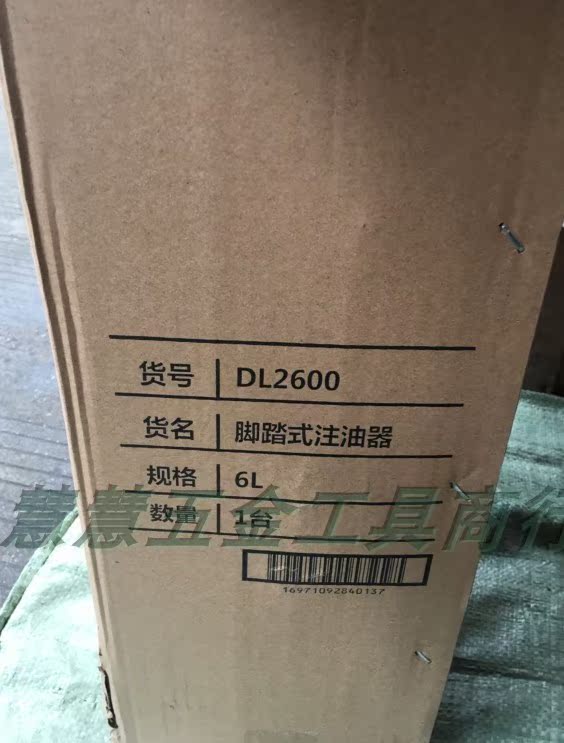 货号 DL2600
货名 脚踏式注油器
规格 6L
数量 1台
慧慧五金工具商行
16971092840137